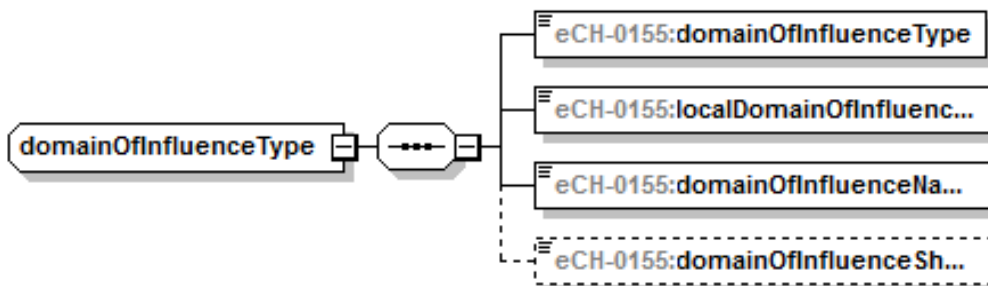 eCH-0155:domainOfInfluenceType
eCH-0155:localDomainOfInfluenc...
domainOfInfluenceType
eCH-0155:domainOfInfluenceNa...
eCH-0155:domainOfInfluenceSh...